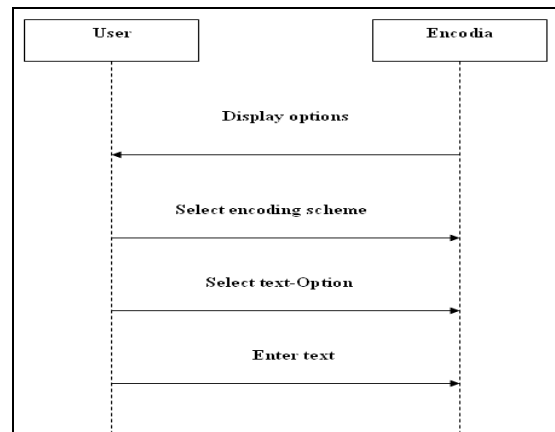 User
Encodia
Display options
Select encoding scheme
Select text-Option
Enter text